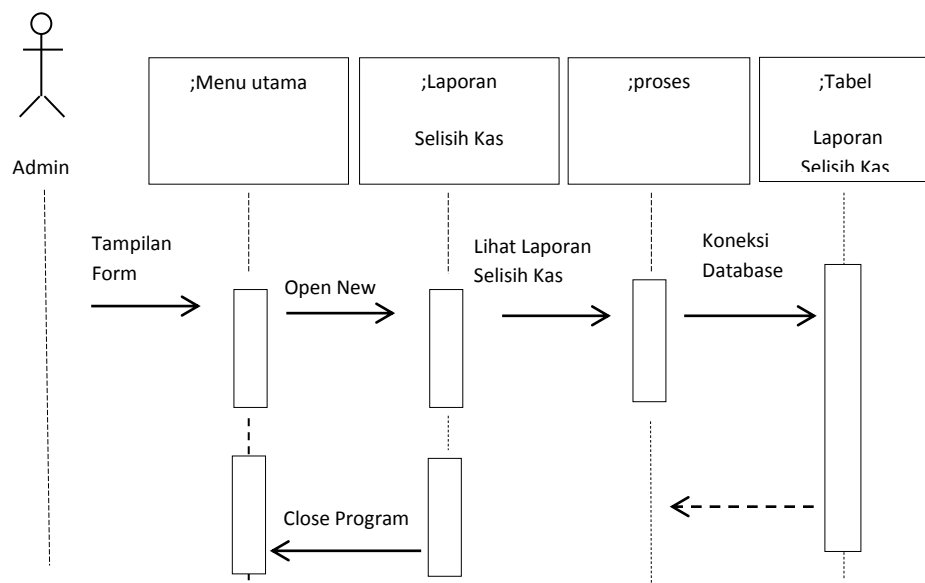 ;Menu utama
;Laporan
Selisih Kas
;proses
;Tabel
Laporan
Selisih Kas
Admin
Tampilan
Form
Open New
Lihat Laporan
Selisih Kas
Koneksi
Database
Close Program